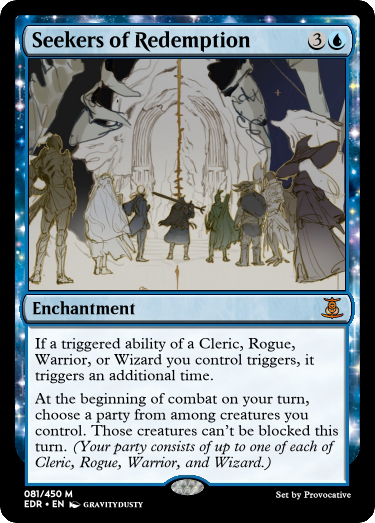 Seekers of Redemption 3
Enchantment
If a triggered ability of a Cleric, Rogue,
Warrior, or Wizard you control triggers, it
triggers an additional time.
At the beginning of combat on your turn,
choose a party from among creatures you
control. Those creatures can't be blocked this
turn. (Your party consists of up to one of each of
Cleric, Rogue, Warrior, and Wizard.)
081/450 M
EDR • EN GRAVITYDUSTY
Set by Provocative